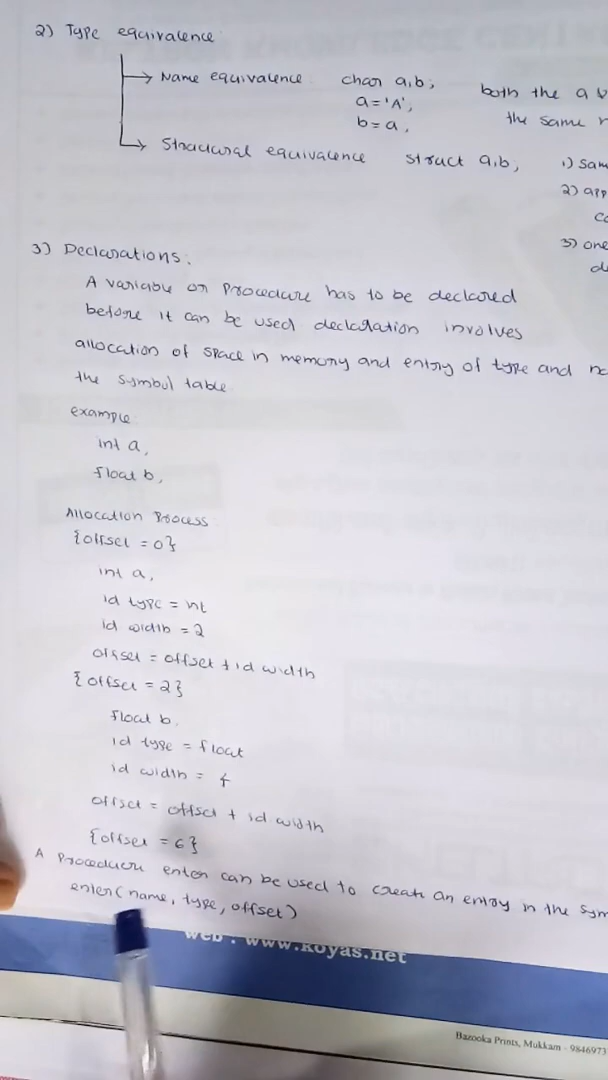 2) Type equivalence
Name equivalence char a,b; both the a
a='A'; the same
b=a,
Structural equivalence struct a,b,
1)
2)
3) one
3) Declarations:
A variable or Procedure has to be declared
before it can be used declaration involves
allocation of space in memory and entry of type and
the symbol table
example:
int a,
float b,
Allocation Process
{offset = 0}
int a,
id type = int
id width = 2
offset = offset + id width
{offset = 2}
float b,
id type = float
id width = 4
offset = offset + id width
{offset = 6}
A Procedure enter can be used to create an entry in the
enter(name, type, offset)
web : www.koyas.net
Bazooka Prints, Mukkam - 9846973